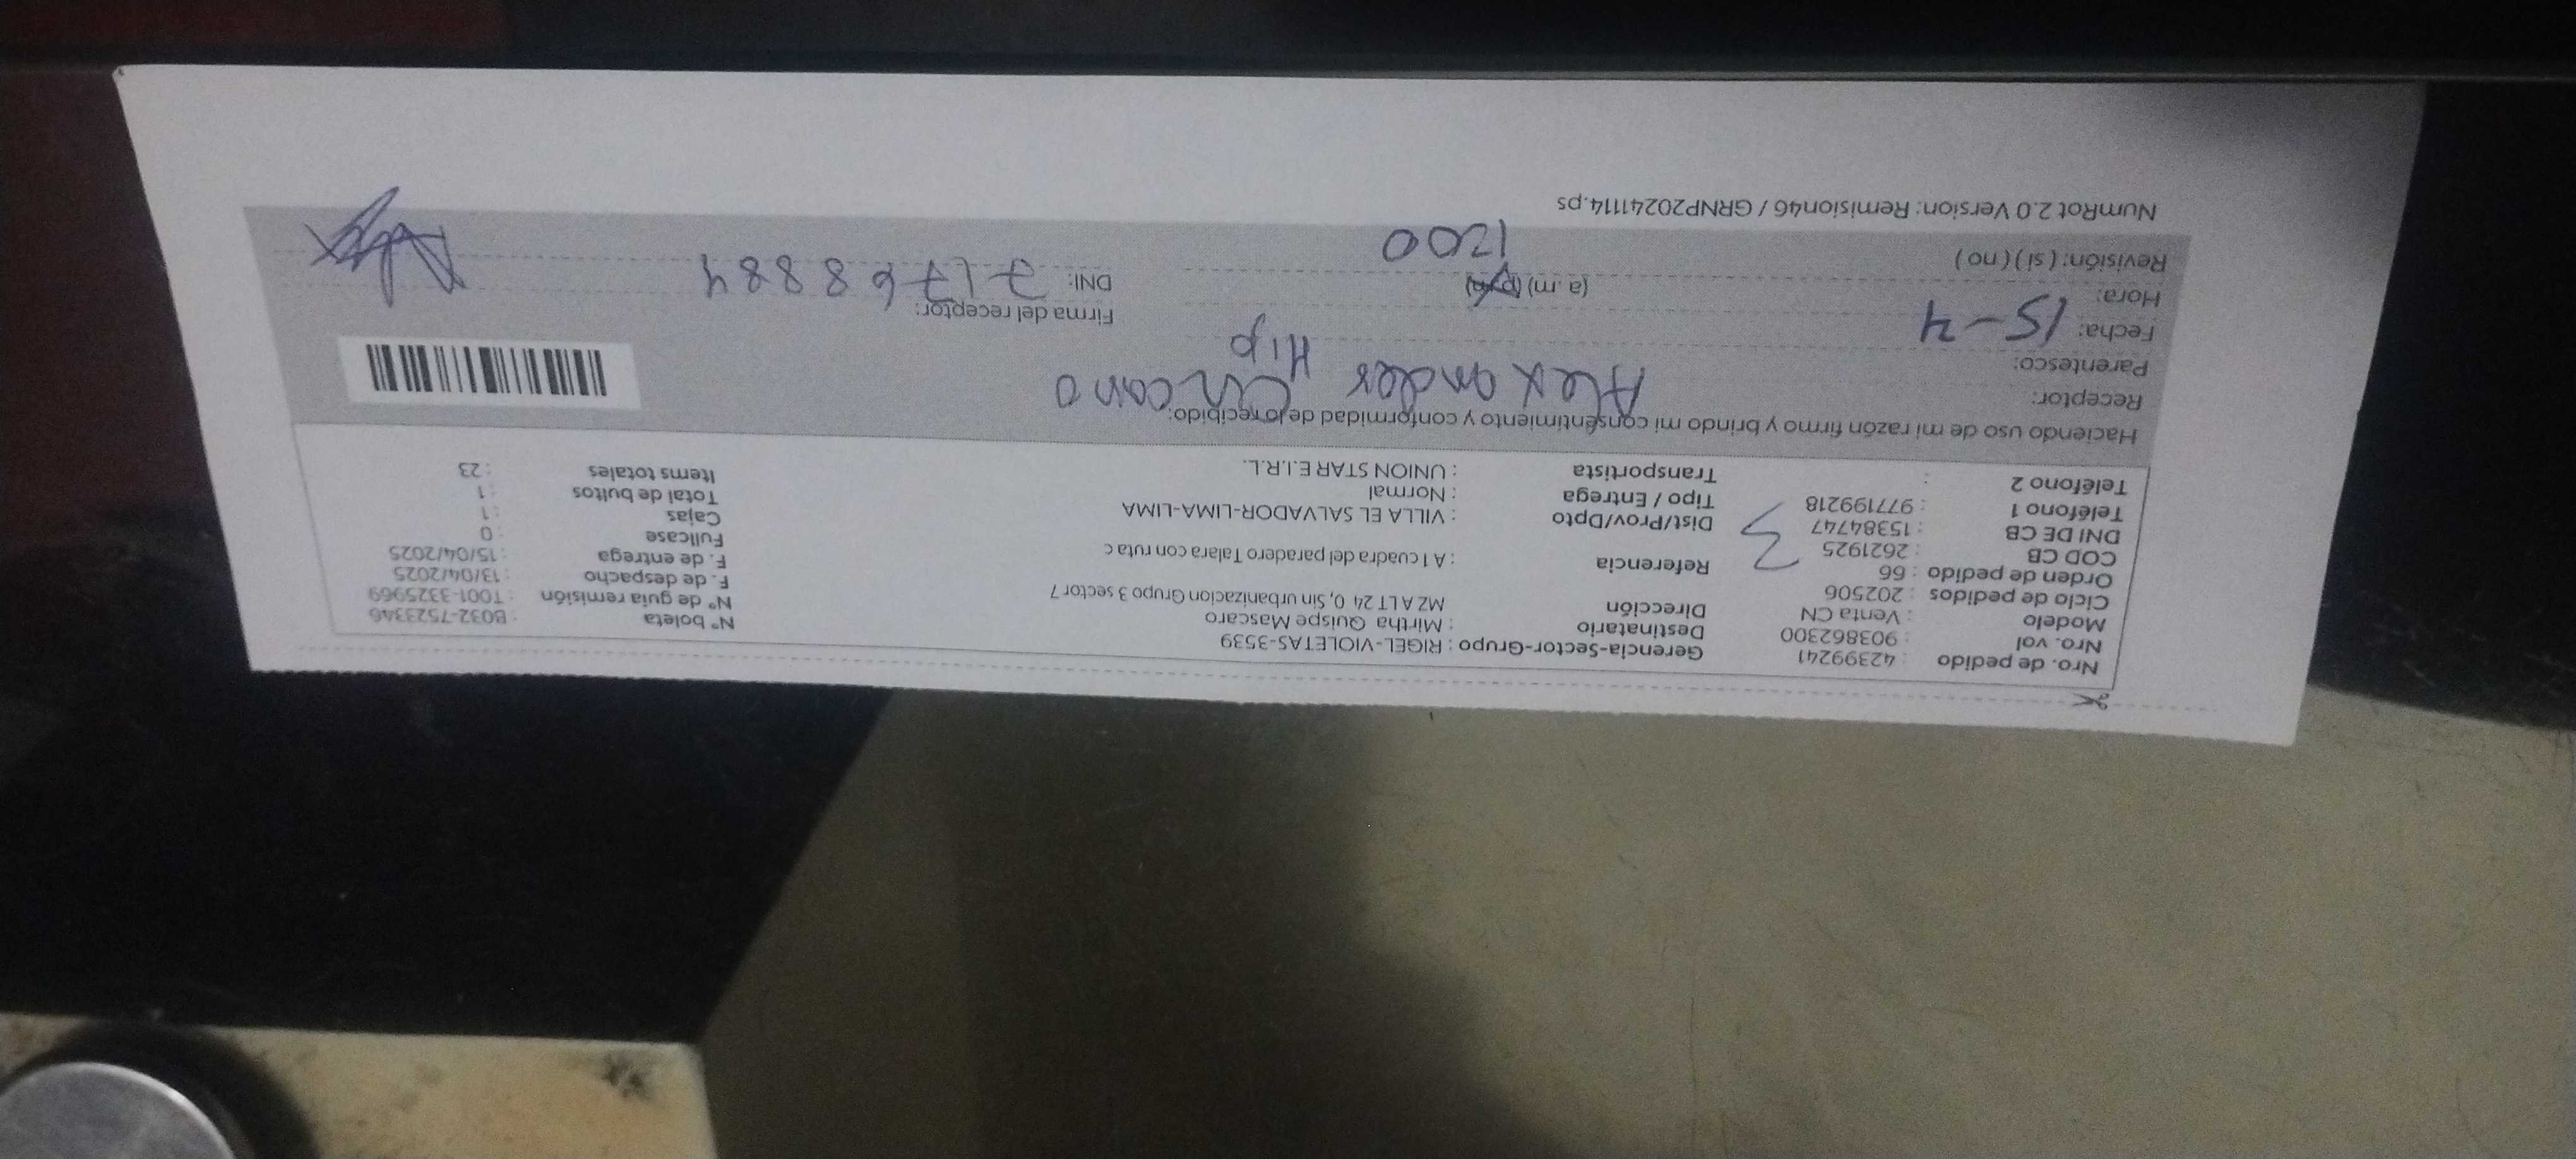 Nro. de pedido : 42399241 Gerencia-Sector-Grupo : RIGEL-VIOLETAS-3539 Nº boleta : B032-7523346
Nro. vol : 903862300 Destinatario : Mirtha Quispe Mascaro Nº de guía remisión : T001-3325969
Modelo : Venta CN Dirección MZ A LT 24 0, Sin urbanizacion Grupo 3 sector 7 F. de despacho : 13/04/2025
Ciclo de pedidos : 202506 F. de entrega : 15/04/2025
Orden de pedido : 66 Referencia : A 1 cuadra del paradero Talara con ruta c Fullcase : 0
COD CB : 2621925 Cajas : 1
DNI DE CB : 15384747 Dist/Prov/Dpto : VILLA EL SALVADOR-LIMA-LIMA Total de bultos : 1
Teléfono 1 : 977199218 Tipo / Entrega : Normal Items totales : 23
Teléfono 2 : Transportista : UNION STAR E.I.R.L.
3
Haciendo uso de mi razón firmo y brindo mi consentimiento y conformidad de lo recibido:
Receptor: Alexander Chcano
Parentesco: Hip
Fecha: 15-4 Firma del receptor:
Hora: (a.m) (p.m) DNI: 71768884
Revisión: (si) (no) 1200
NumRot 2.0 Version: Remision46 / GRNP20241114.ps